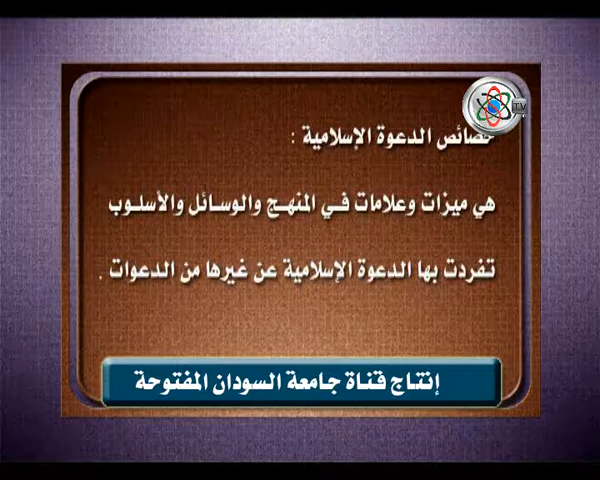 خصائص الدعوة الإسلامية :
هي ميزات وعلامات في المنهج والوسائل والأسلوب
تفردت بها الدعوة الإسلامية عن غيرها من الدعوات .
إنتاج قناة جامعة السودان المفتوحة
TV